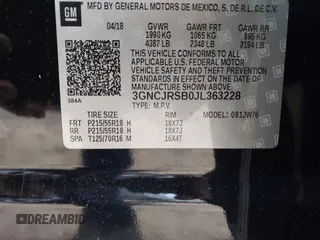 GM
BY GENERAL MOTORS DE MEXICO, S. DE R.L. DE C.V.
04/18 GVWR GAWR FRT GAWR RR
1990 KG 1065 KG 995 KG
4387 LB 2348 LB 2194 LB
THIS VEHICLE CONFORMS TO ALL APPLICABLE U.S.
FEDERAL MOTOR VEHICLE SAFETY, BUMPER, AND
THEFT PREVENTION STANDARDS IN EFFECT ON THE DATE
OF MANUFACTURE SHOWN ABOVE.
3GNCJRSB0JL363228
384A
TYPE: M.P.V.
TIRE SIZE SPEED RTG RIM MODEL: 081JW76
FRT P215/55R18 H 18X7J
RR P215/55R18 H 18X7J
SPA T125/70R16 M 16X4T
DREAMBID